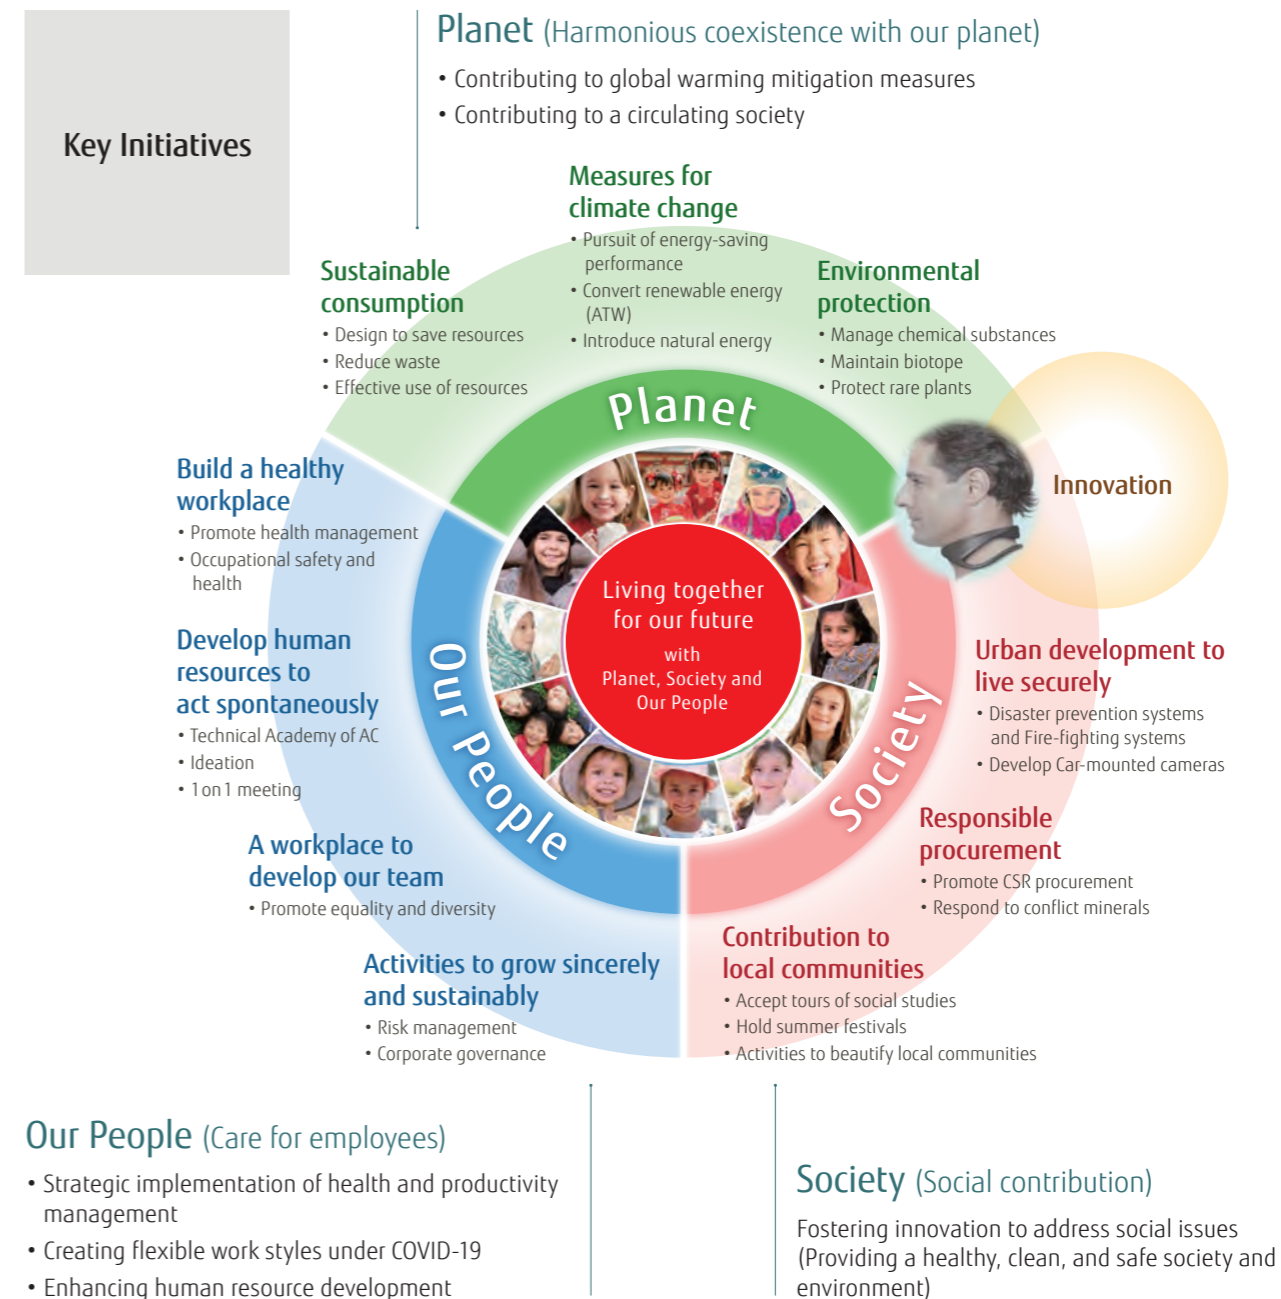 Key Initiatives
Planet (Harmonious coexistence with our planet)
• Contributing to global warming mitigation measures
• Contributing to a circulating society
Measures for
climate change
• Pursuit of energy-saving
performance
• Convert renewable energy
(ATW)
• Introduce natural energy
Sustainable
consumption
• Design to save resources
• Reduce waste
• Effective use of resources
Environmental
protection
• Manage chemical substances
• Maintain biotope
• Protect rare plants
Planet
Innovation
Build a healthy
workplace
• Promote health management
• Occupational safety and
health
Living together
for our future
with
Planet, Society and
Our People
Develop human
resources to
act spontaneously
• Technical Academy of AC
• Ideation
• 1 on 1 meeting
Our People
Society
Urban development to
live securely
• Disaster prevention systems
and Fire-fighting systems
• Develop Car-mounted cameras
Responsible
procurement
• Promote CSR procurement
• Respond to conflict minerals
A workplace to
develop our team
• Promote equality and diversity
Contribution to
local communities
• Accept tours of social studies
• Hold summer festivals
• Activities to beautify local communities
Activities to grow sincerely
and sustainably
• Risk management
• Corporate governance
Our People (Care for employees)
• Strategic implementation of health and productivity
management
• Creating flexible work styles under COVID-19
• Enhancing human resource development
Society (Social contribution)
Fostering innovation to address social issues
(Providing a healthy, clean, and safe society and
environment)